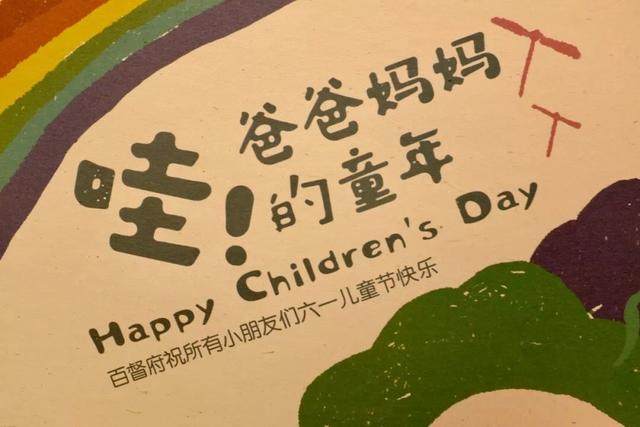 哇!
爸爸妈妈
的童年
Happy Children's Day
百督府祝所有小朋友们六一儿童节快乐